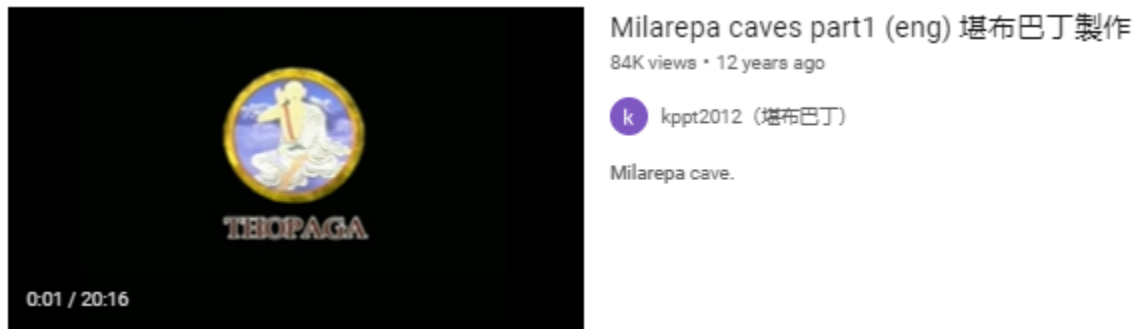 THOPAGA
0:01 / 20:16
Milarepa caves part1 (eng) 堪布巴丁製作
84K views • 12 years ago
k
kppt2012（堪布巴丁）
Milarepa cave.